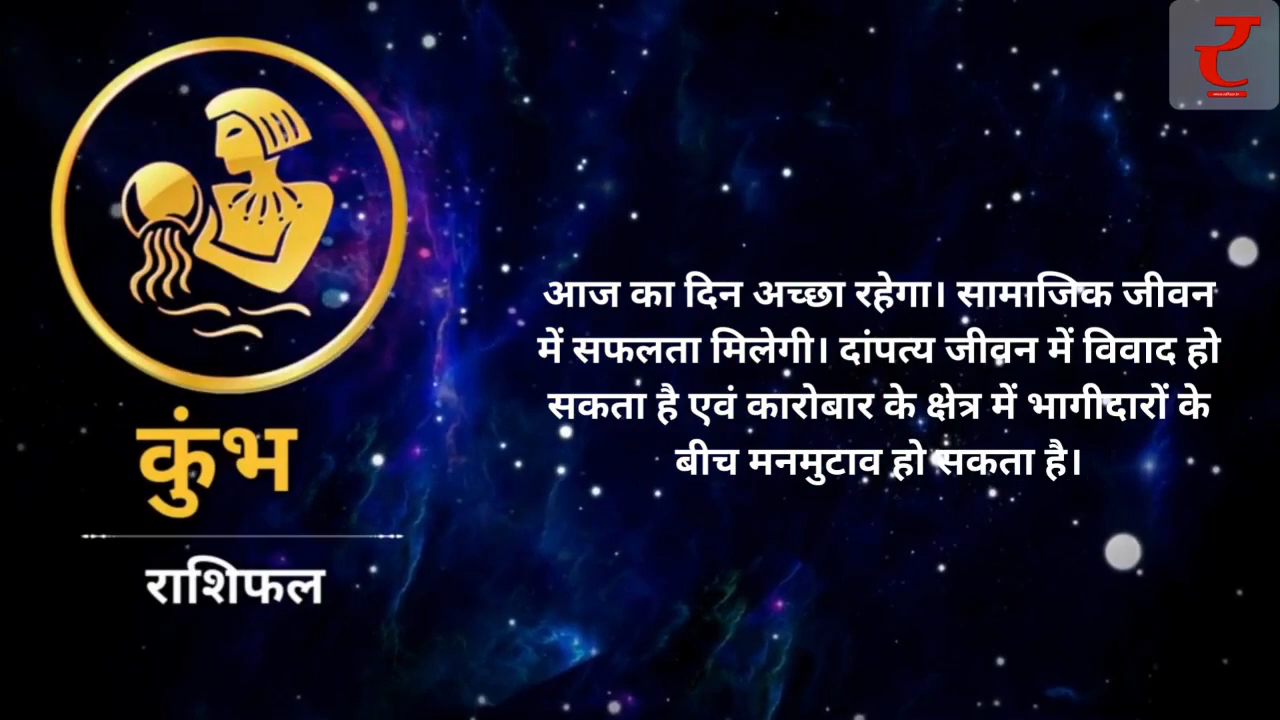 कुंभ
राशिफल
आज का दिन अच्छा रहेगा। सामाजिक जीवन
में सफलता मिलेगी। दांपत्य जीवन में विवाद हो
सकता है एवं कारोबार के क्षेत्र में भागीदारों के
बीच मनमुटाव हो सकता है।